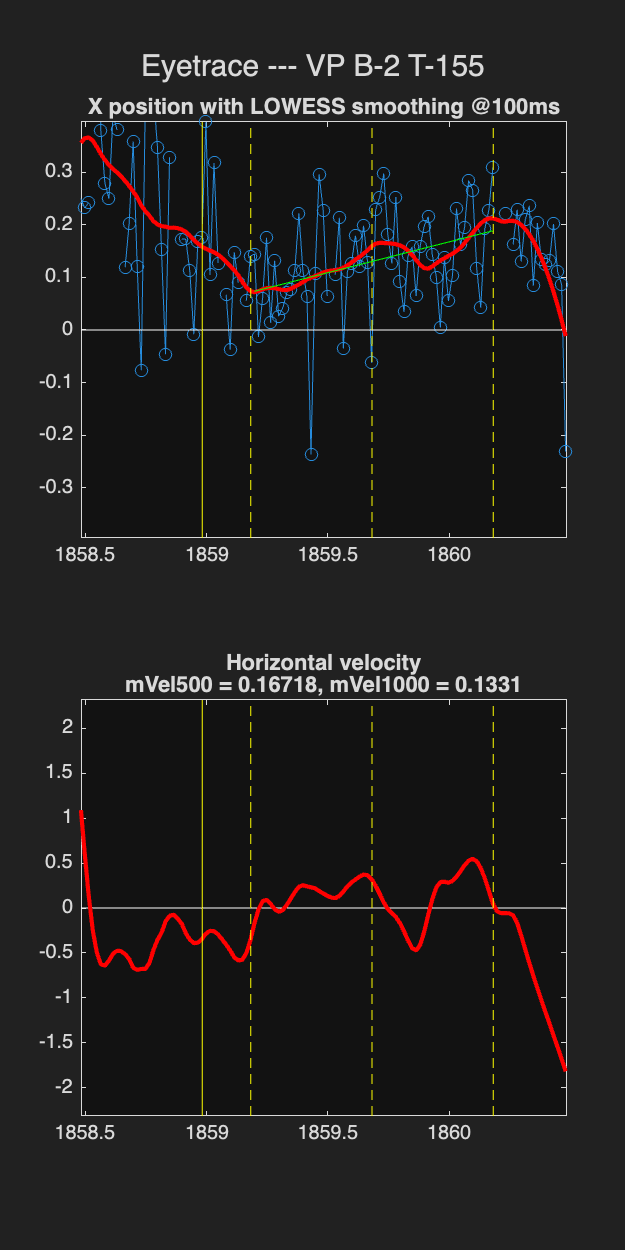 Eyetrace --- VP B-2 T-155
X position with LOWESS smoothing @100ms
0.3
0.2
0.1
0
-0.1
-0.2
-0.3
1858.5 1859 1859.5 1860
Horizontal velocity
mVel500 = 0.16718, mVel1000 = 0.1331
2
1.5
1
0.5
0
-0.5
-1
-1.5
-2
1858.5 1859 1859.5 1860